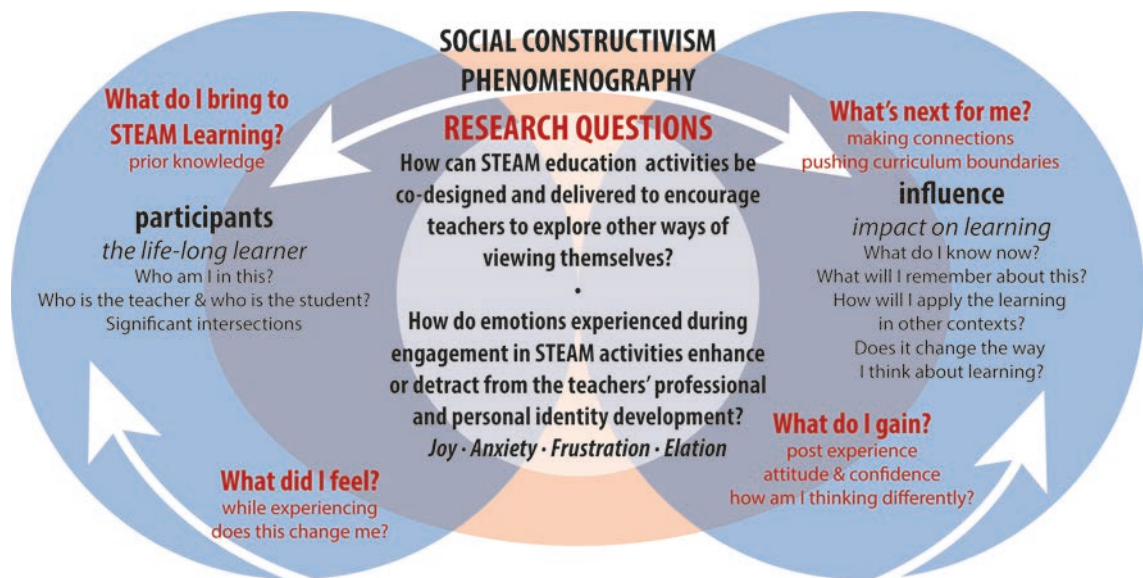 SOCIAL CONSTRUCTIVISM
PHENOMENOGRAPHY
What do I bring to
STEAM Learning?
prior knowledge
participants
the life-long learner
Who am I in this?
Who is the teacher & who is the student?
Significant intersections
What did I feel?
while experiencing
does this change me?
RESEARCH QUESTIONS
How can STEAM education activities be
co-designed and delivered to encourage
teachers to explore other ways of
viewing themselves?
·
How do emotions experienced during
engagement in STEAM activities enhance
or detract from the teachers' professional
and personal identity development?
Joy · Anxiety · Frustration · Elation
What's next for me?
making connections
pushing curriculum boundaries
influence
impact on learning
What do I know now?
What will I remember about this?
How will I apply the learning
in other contexts?
Does it change the way
I think about learning?
What do I gain?
post experience
attitude & confidence
how am I thinking differently?